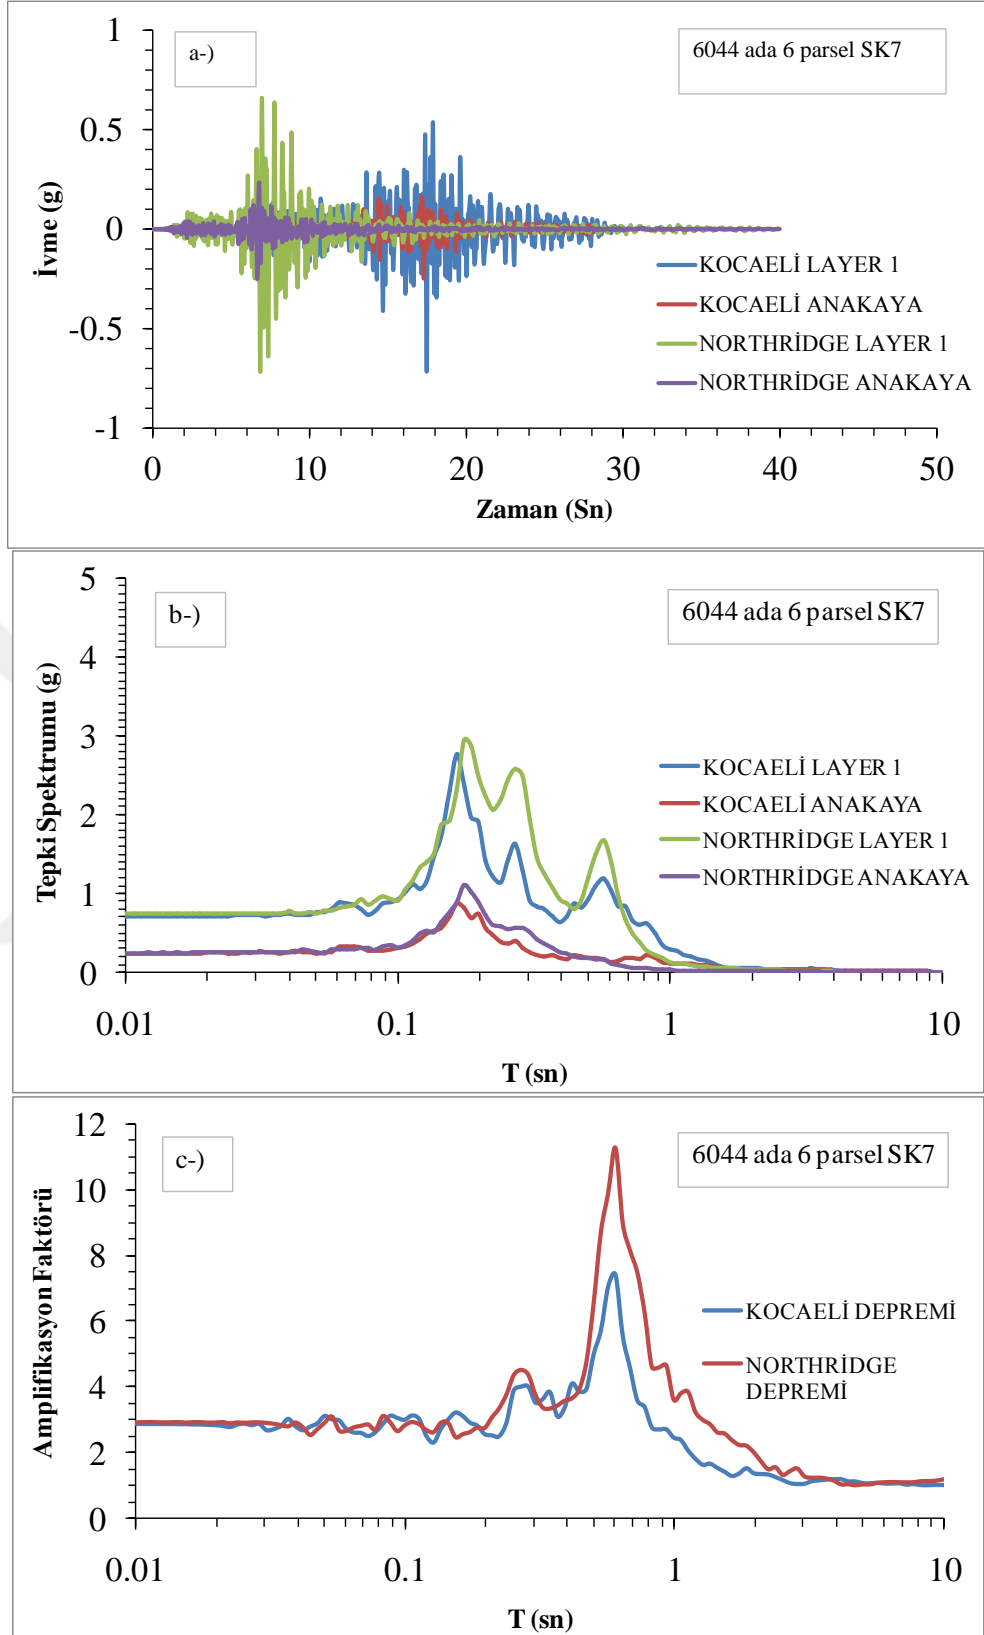 a-)
6044 ada 6 parsel SK7
1
0.5
0
-0.5
-1
İvme (g)
KOCAELİ LAYER 1
KOCAELİ ANAKAYA
NORTHRİDGE LAYER 1
NORTHRİDGE ANAKAYA
0 10 20 30 40 50
Zaman (Sn)
b-)
6044 ada 6 parsel SK7
5
4
3
2
1
0
Tepki Spektrumu (g)
KOCAELİ LAYER 1
KOCAELİ ANAKAYA
NORTHRİDGE LAYER 1
NORTHRİDGE ANAKAYA
0.01 0.1 1 10
T (sn)
c-)
6044 ada 6 parsel SK7
12
10
8
6
4
2
0
Amplifikasyon Faktörü
KOCAELİ DEPREMİ
NORTHRİDGE
DEPREMİ
0.01 0.1 1 10
T (sn)